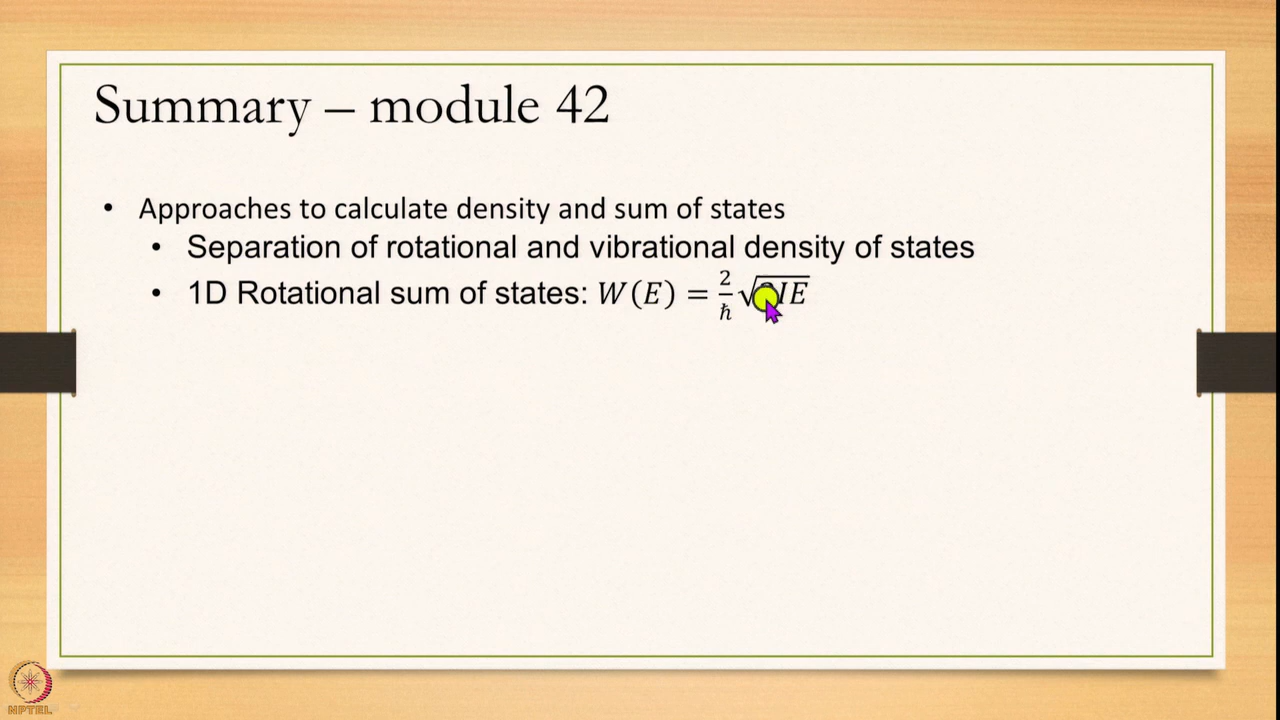 Summary – module 42
• Approaches to calculate density and sum of states
• Separation of rotational and vibrational density of states
• 1D Rotational sum of states: W(E) = 2/ħ √ IE
NPTEL